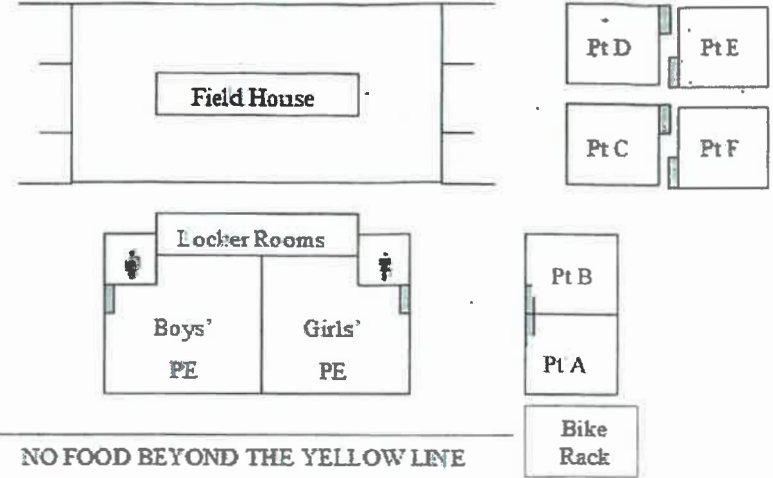 Pt D
Pt E
Field House
Pt C
Pt F
Locker Rooms
Pt B
Boys'
PE
Girls'
PE
Pt A
Bike
Rack
NO FOOD BEYOND THE YELLOW LINE